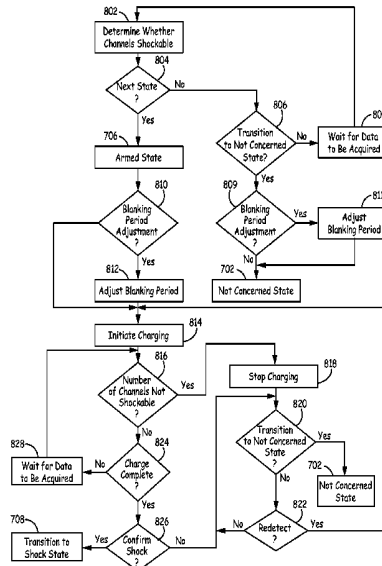 802
Determine Whether
Channels Shockable
804
Next State
?
No
Yes
806
Transition
to Not Concerned
State?
No
Yes
Wait for Data
to Be Acquired
706
Armed State
810
Blanking
Period
Adjustment
?
Yes
809
Blanking
Period
Adjustment
?
Yes
No
Adjust
Blanking Period
812
Adjust Blanking Period
702
Not Concerned State
814
Initiate Charging
816
Number
of Channels Not
Shockable
?
Yes
No
818
Stop Charging
820
Transition
to Not Concerned
State
?
Yes
No
702
Not Concerned
State
828
Wait for Data
to Be Acquired
824
Charge
Complete
?
No
Yes
822
Redetect
?
No
Yes
826
Confirm
Shock
?
Yes
No
708
Transition to
Shock State